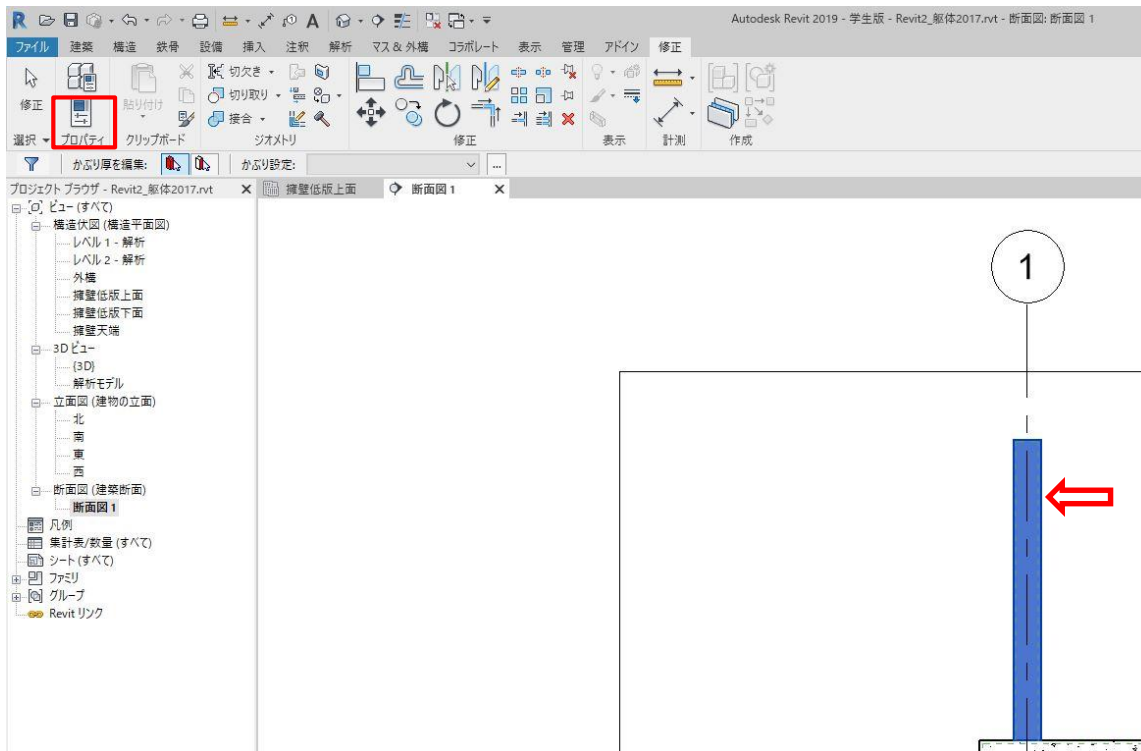 Autodesk Revit 2019 - 学生版 - Revit2_躯体2017.rvt - 断面図: 断面図 1
ファイル 建築 構造 鉄骨 設備 挿入 注釈 解析 マス & 外構 コラボレート 表示 管理 アドイン 修正
切欠き
修正 貼り付け 切り取り
接合
選択 プロパティ クリップボード ジオメトリ 修正 表示 計測 作成
かぶり厚を編集: かぶり設定:
プロジェクト ブラウザ - Revit2_躯体2017.rvt 擁壁低版上面 断面図 1
ビュー (すべて)
構造伏図 (構造平面図)
レベル 1 - 解析
レベル 2 - 解析
外構
擁壁低版上面
擁壁低版下面
擁壁天端
3D ビュー
{3D}
解析モデル
立面図 (建物の立面)
北
南
東
西
断面図 (建築断面)
断面図 1
凡例
集計表/数量 (すべて)
シート (すべて)
ファミリ
グループ
Revit リンク
1